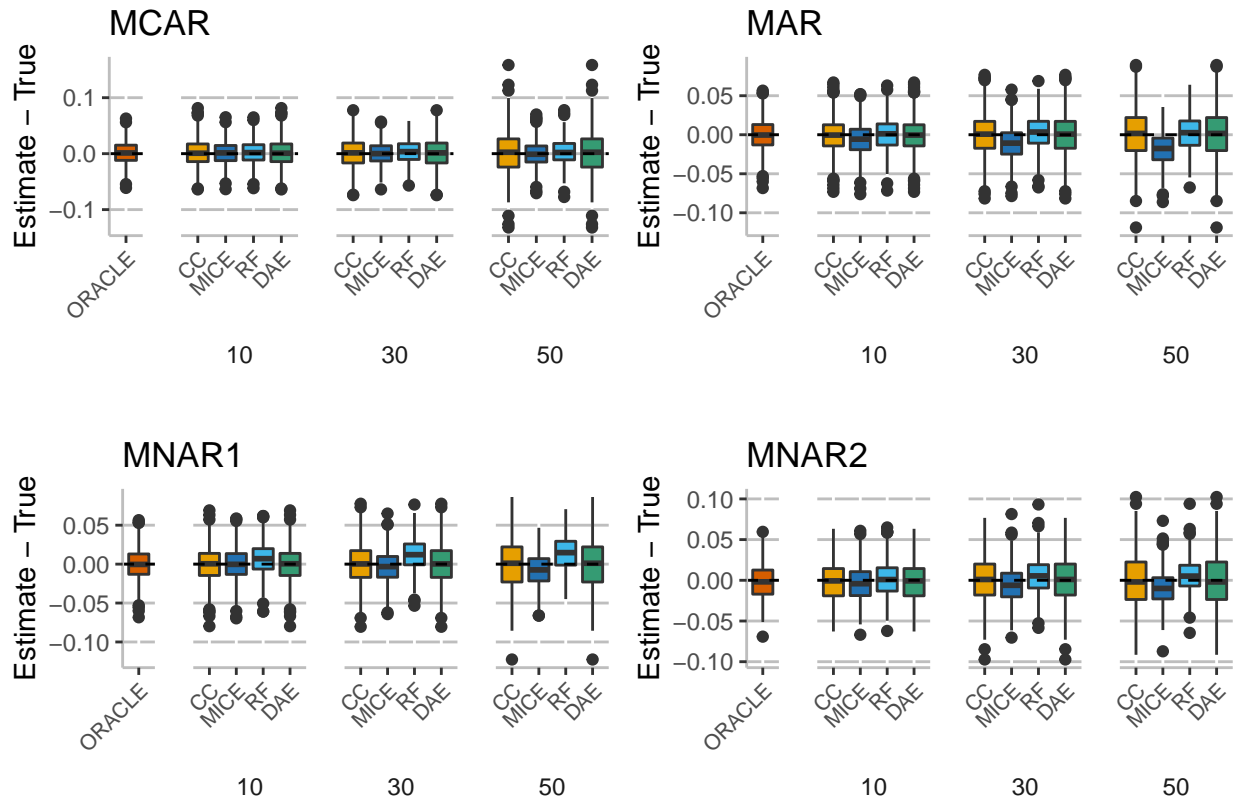 MCAR
Estimate – True
0.1
0.0
−0.1
ORACLE
CC
MICE
RF
DAE
CC
MICE
RF
DAE
CC
MICE
RF
DAE
10
30
50
MAR
Estimate – True
0.05
0.00
−0.05
−0.10
ORACLE
CC
MICE
RF
DAE
CC
MICE
RF
DAE
CC
MICE
RF
DAE
10
30
50
MNAR1
Estimate – True
0.05
0.00
−0.05
−0.10
ORACLE
CC
MICE
RF
DAE
CC
MICE
RF
DAE
CC
MICE
RF
DAE
10
30
50
MNAR2
Estimate – True
0.10
0.05
0.00
−0.05
−0.10
ORACLE
CC
MICE
RF
DAE
CC
MICE
RF
DAE
CC
MICE
RF
DAE
10
30
50